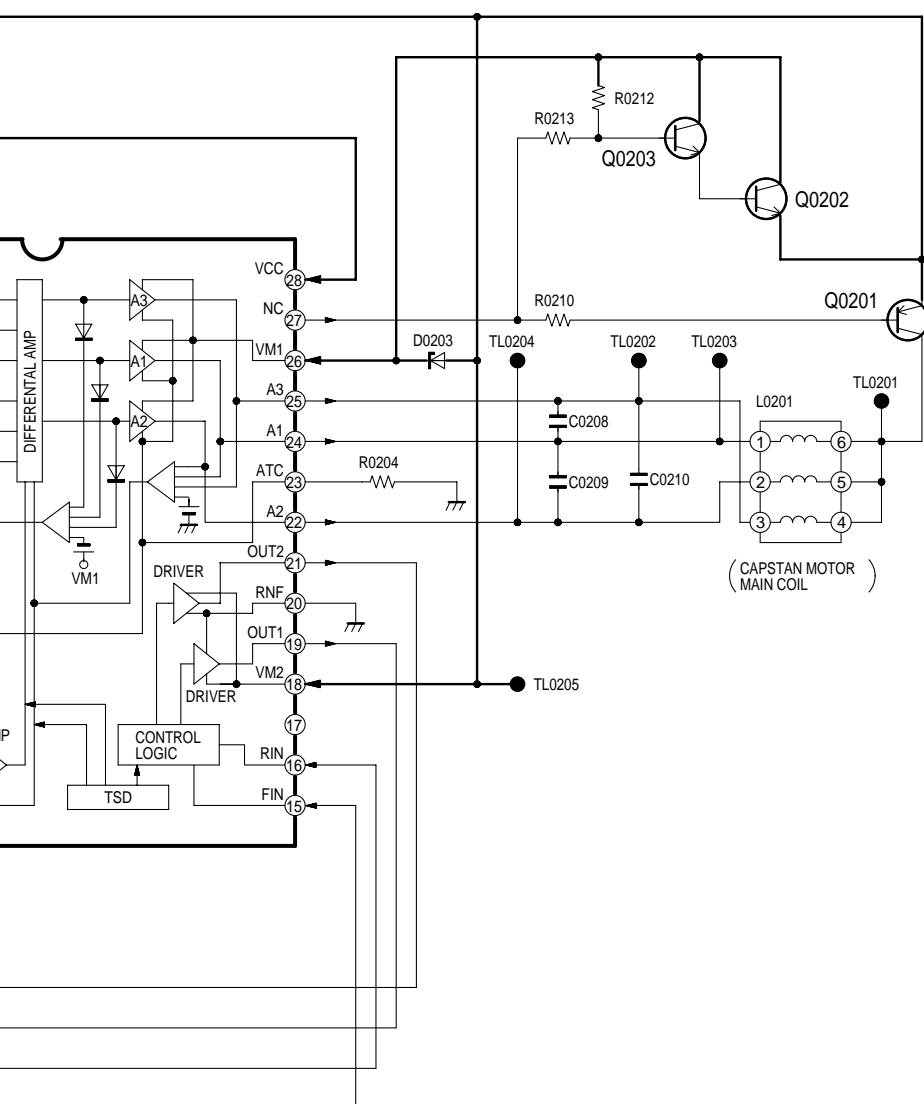 R0212
R0213
Q0203
Q0202
VCC
28
Q0201
A3
NC
27
R0210
DIFFERENTAL AMP
A1
VM1
26
D0203
TL0204
TL0202
TL0203
TL0201
A3
25
L0201
A2
C0208
A1
24
1
6
ATC
23
R0204
C0209
C0210
2
5
A2
22
3
4
VM1
OUT2
21
(CAPSTAN MOTOR
MAIN COIL)
DRIVER
RNF
20
OUT1
19
VM2
18
TL0205
DRIVER
17
CONTROL
LOGIC
RIN
16
TSD
FIN
15